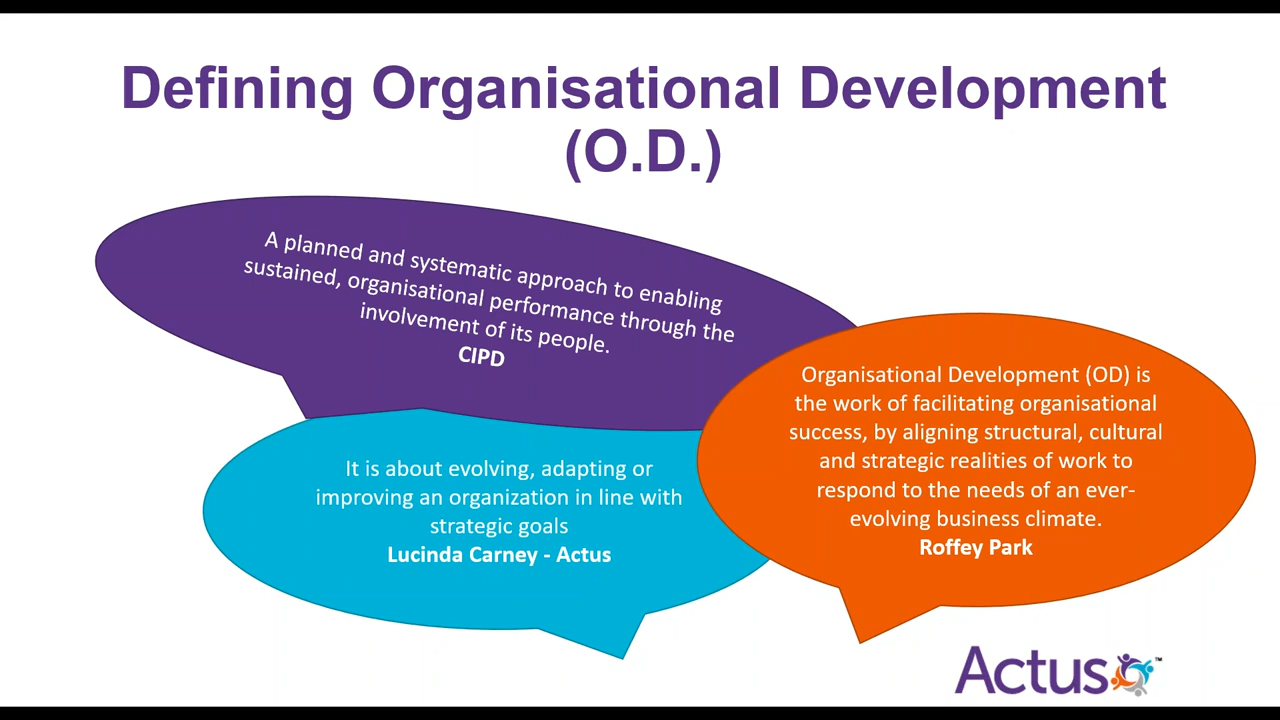 Defining Organisational Development
(O.D.)
A planned and systematic approach to enabling
sustained, organisational performance through the
involvement of its people.
CIPD
Organisational Development (OD) is
the work of facilitating organisational
success, by aligning structural, cultural
and strategic realities of work to
respond to the needs of an ever-
evolving business climate.
Roffey Park
It is about evolving, adapting or
improving an organization in line with
strategic goals
Lucinda Carney - Actus
Actus™